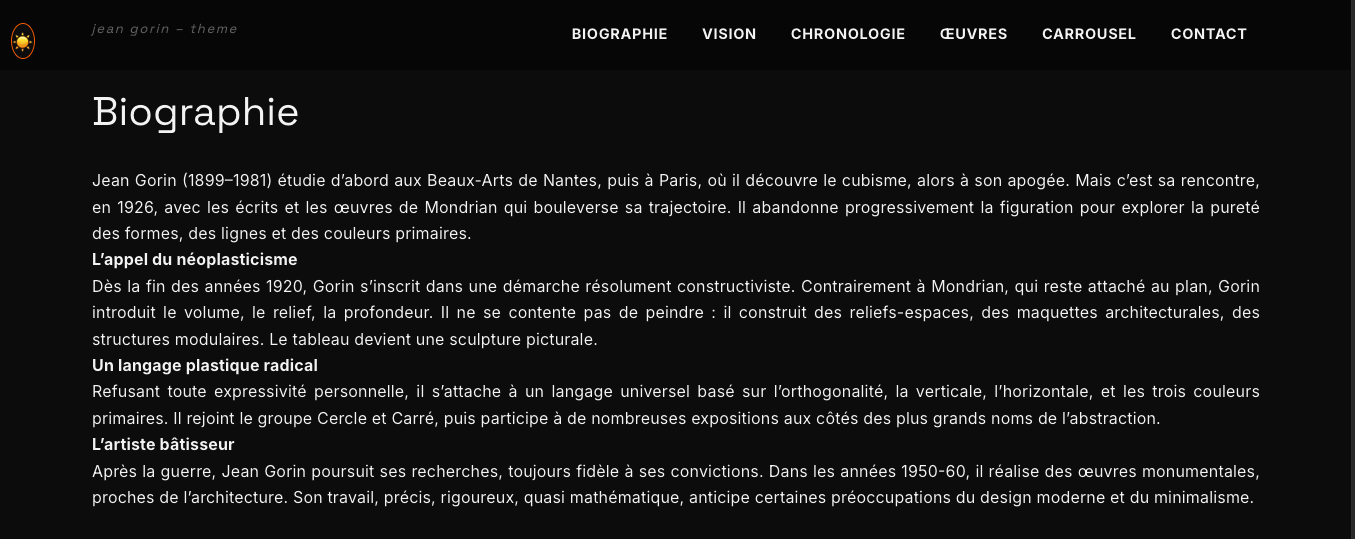 jean gorin – theme
BIOGRAPHIE VISION CHRONOLOGIE ŒUVRES CARROUSEL CONTACT
Biographie
Jean Gorin (1899–1981) étudie d’abord aux Beaux-Arts de Nantes, puis à Paris, où il découvre le cubisme, alors à son apogée. Mais c’est sa rencontre,
en 1926, avec les écrits et les œuvres de Mondrian qui bouleverse sa trajectoire. Il abandonne progressivement la figuration pour explorer la pureté
des formes, des lignes et des couleurs primaires.
L’appel du néoplasticisme
Dès la fin des années 1920, Gorin s’inscrit dans une démarche résolument constructiviste. Contrairement à Mondrian, qui reste attaché au plan, Gorin
introduit le volume, le relief, la profondeur. Il ne se contente pas de peindre : il construit des reliefs-espaces, des maquettes architecturales, des
structures modulaires. Le tableau devient une sculpture picturale.
Un langage plastique radical
Refusant toute expressivité personnelle, il s’attache à un langage universel basé sur l’orthogonalité, la verticale, l’horizontale, et les trois couleurs
primaires. Il rejoint le groupe Cercle et Carré, puis participe à de nombreuses expositions aux côtés des plus grands noms de l’abstraction.
L’artiste bâtisseur
Après la guerre, Jean Gorin poursuit ses recherches, toujours fidèle à ses convictions. Dans les années 1950-60, il réalise des œuvres monumentales,
proches de l’architecture. Son travail, précis, rigoureux, quasi mathématique, anticipe certaines préoccupations du design moderne et du minimalisme.